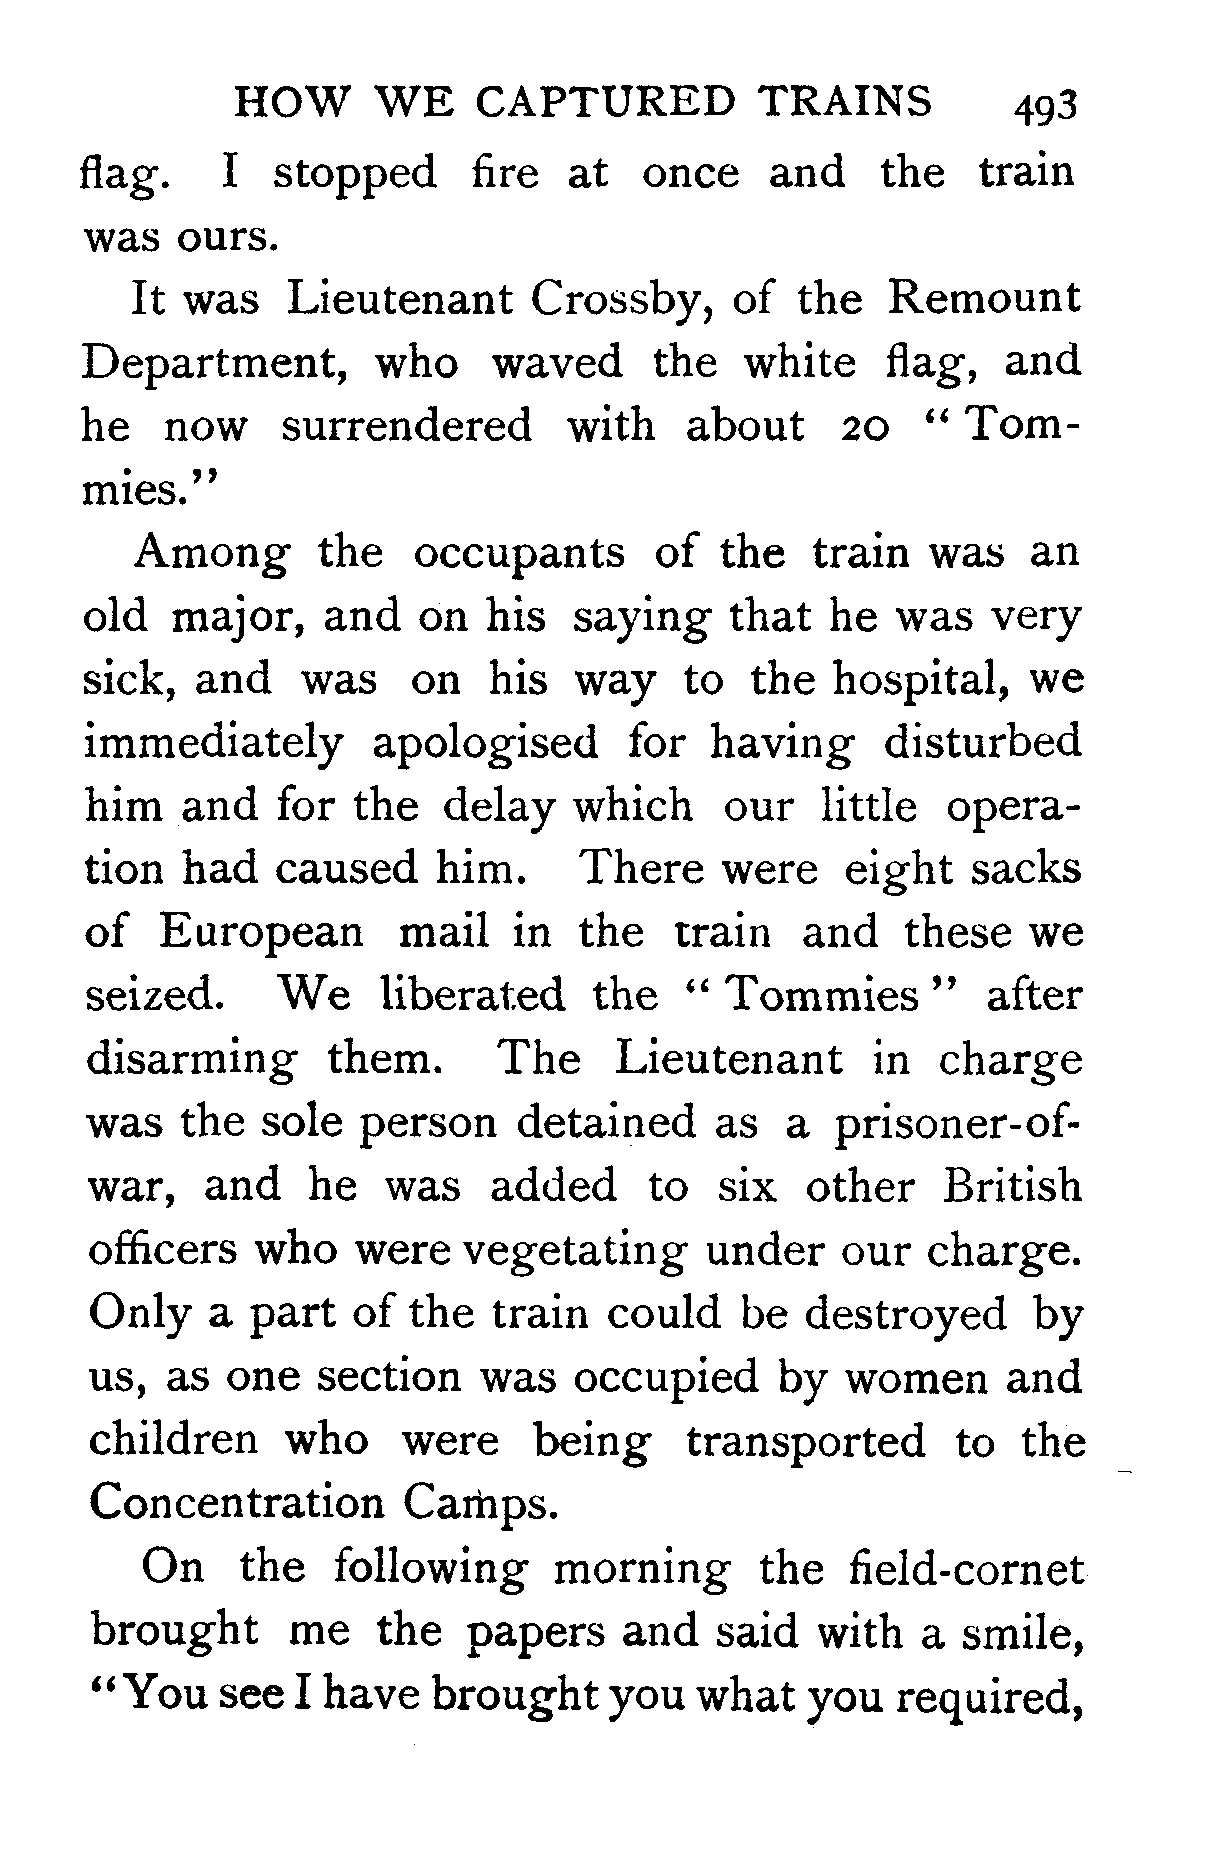 HOW WE CAPTURED TRAINS 493
flag. I stopped fire at once and the train
was ours.
It was Lieutenant Crossby, of the Remount
Department, who waved the white flag, and
he now surrendered with about 20 “ Tom-
mies.”
Among the occupants of the train was an
old major, and on his saying that he was very
sick, and was on his way to the hospital, we
immediately apologised for having disturbed
him and for the delay which our little opera-
tion had caused him. There were eight sacks
of European mail in the train and these we
seized. We liberated the “ Tommies ” after
disarming them. The Lieutenant in charge
was the sole person detained as a prisoner-of-
war, and he was added to six other British
officers who were vegetating under our charge.
Only a part of the train could be destroyed by
us, as one section was occupied by women and
children who were being transported to the
Concentration Camps.
On the following morning the field-cornet
brought me the papers and said with a smile,
“You see I have brought you what you required,